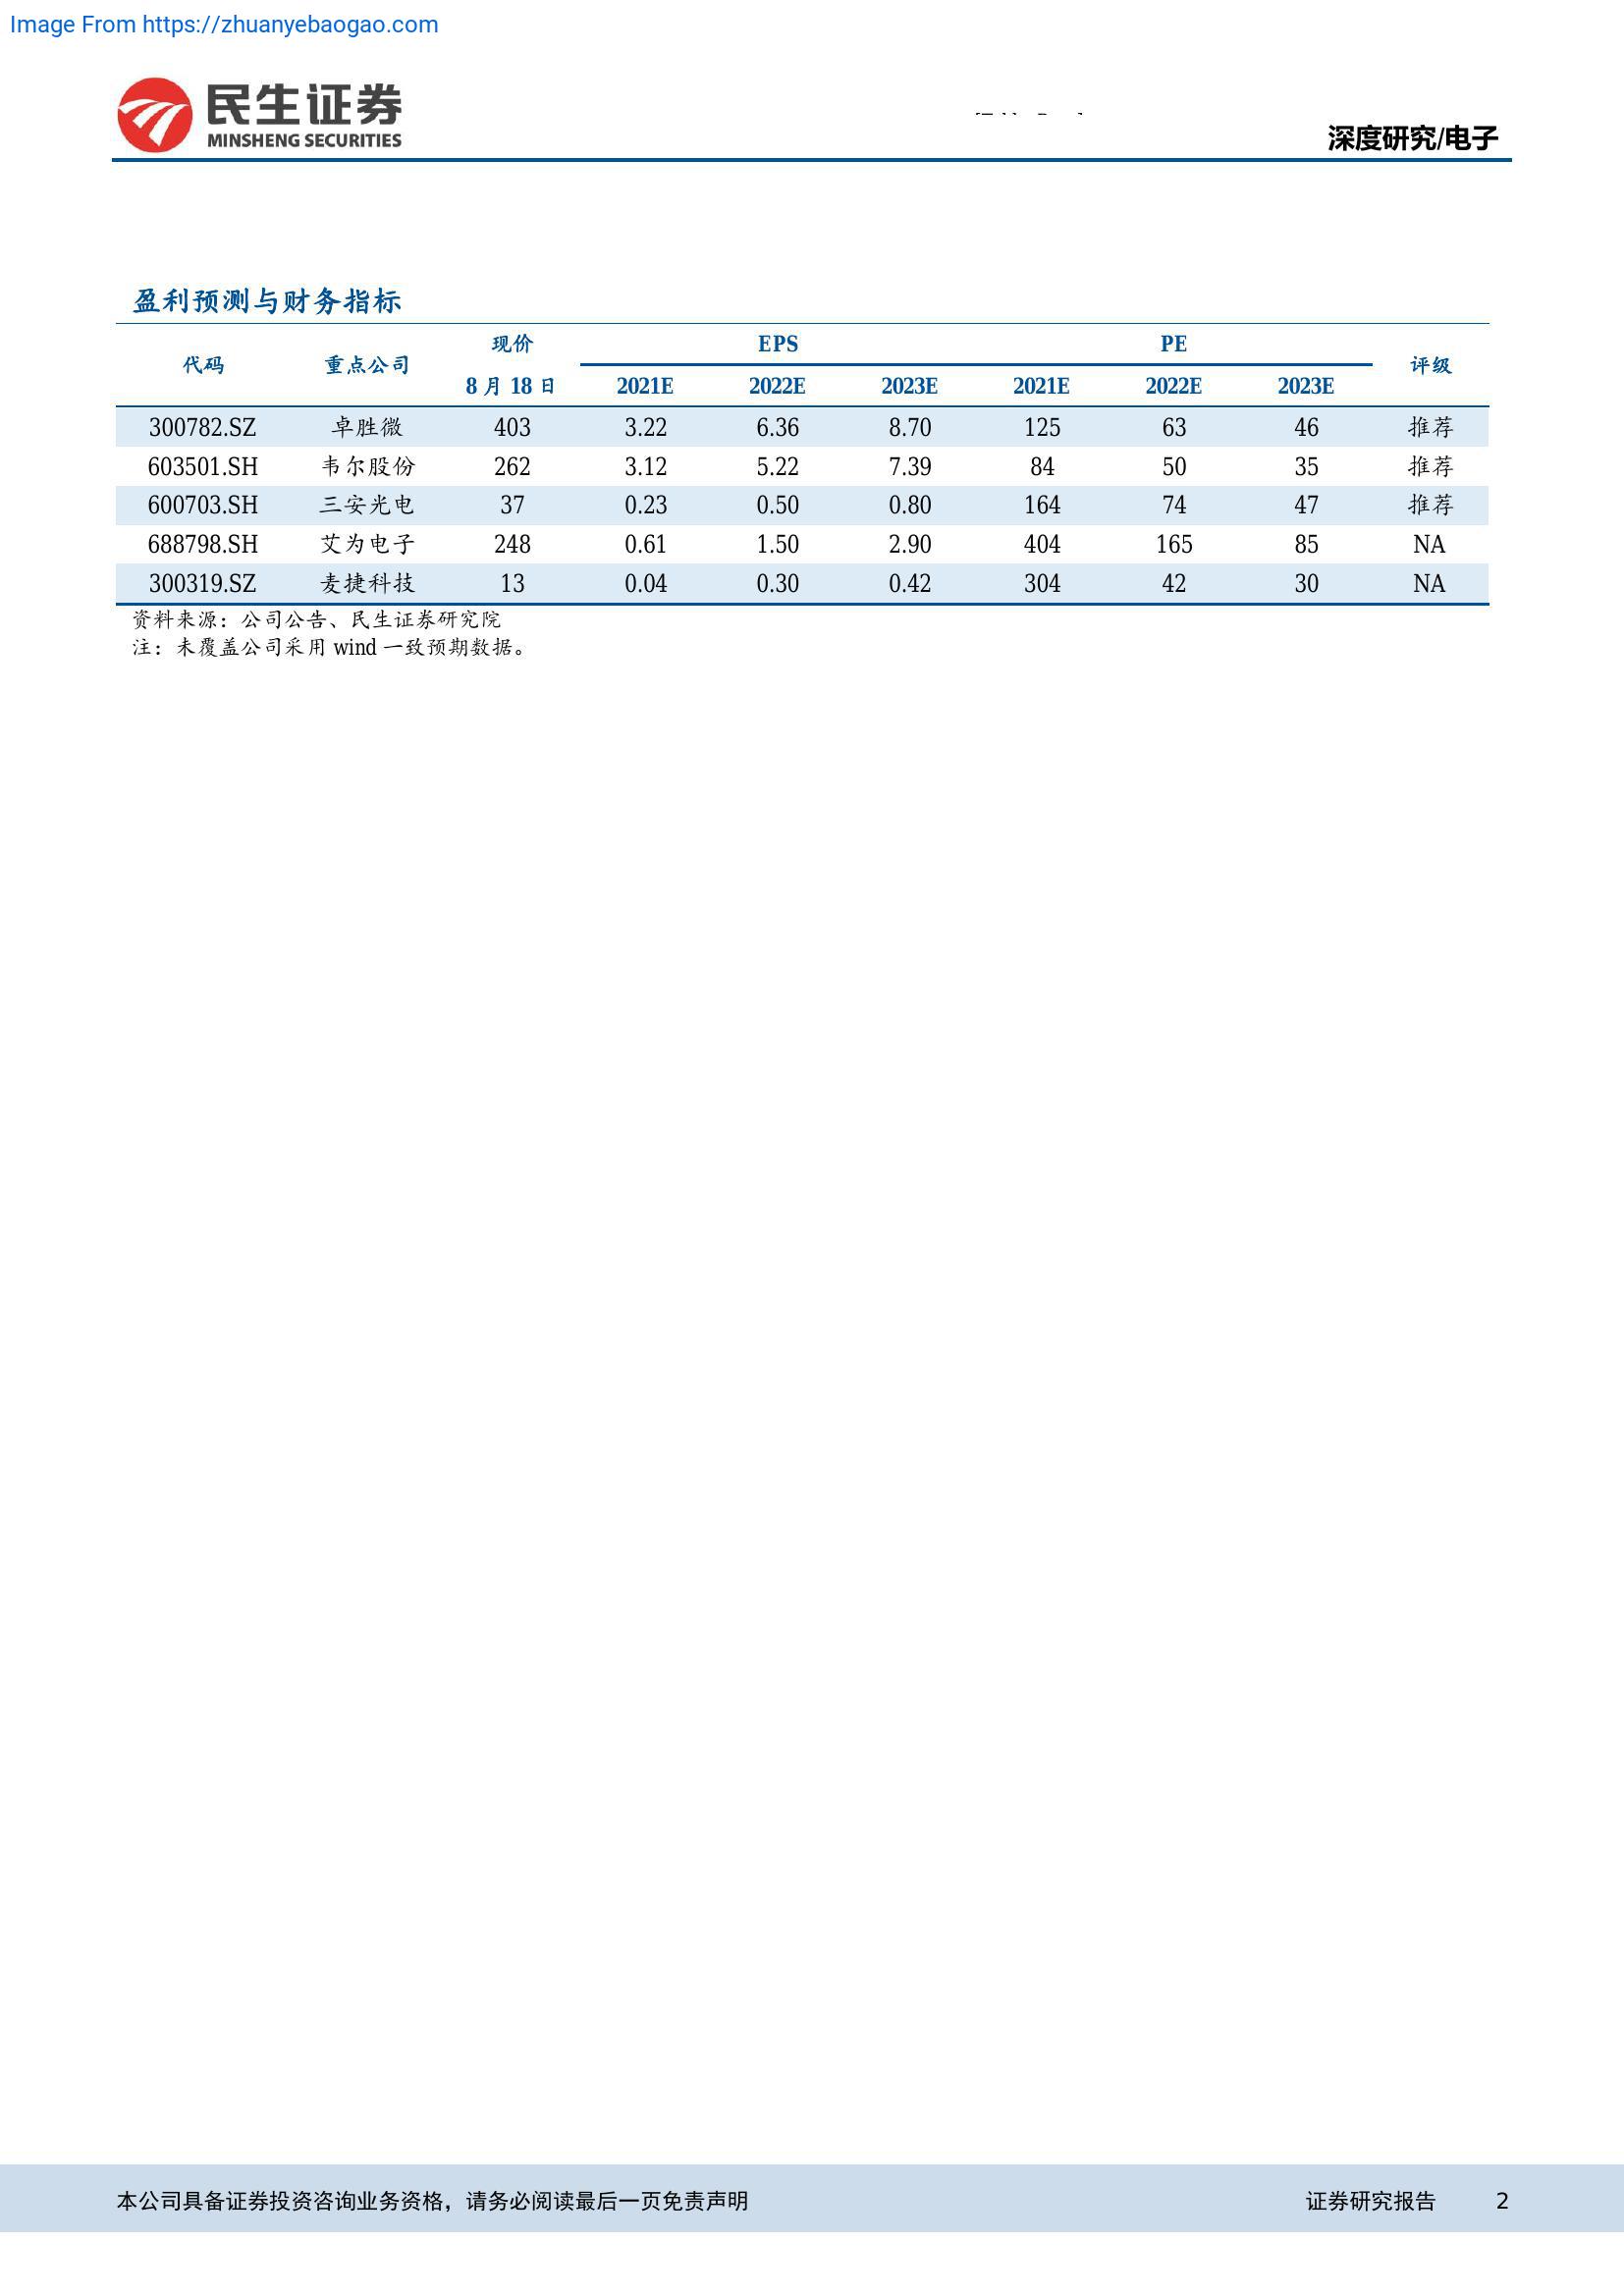 Image From https://zhuanyebaogao.com
民生证券
MINSHENG SECURITIES
深度研究/电子
盈利预测与财务指标
代码 重点公司 现价 EPS PE 评级
8 月 18 日 2021E 2022E 2023E 2021E 2022E 2023E
300782.SZ 卓胜微 403 3.22 6.36 8.70 125 63 46 推荐
603501.SH 韦尔股份 262 3.12 5.22 7.39 84 50 35 推荐
600703.SH 三安光电 37 0.23 0.50 0.80 164 74 47 推荐
688798.SH 艾为电子 248 0.61 1.50 2.90 404 165 85 NA
300319.SZ 麦捷科技 13 0.04 0.30 0.42 304 42 30 NA
资料来源：公司公告、民生证券研究院
注：未覆盖公司采用 wind 一致预期数据。
本公司具备证券投资咨询业务资格，请务必阅读最后一页免责声明 证券研究报告 2